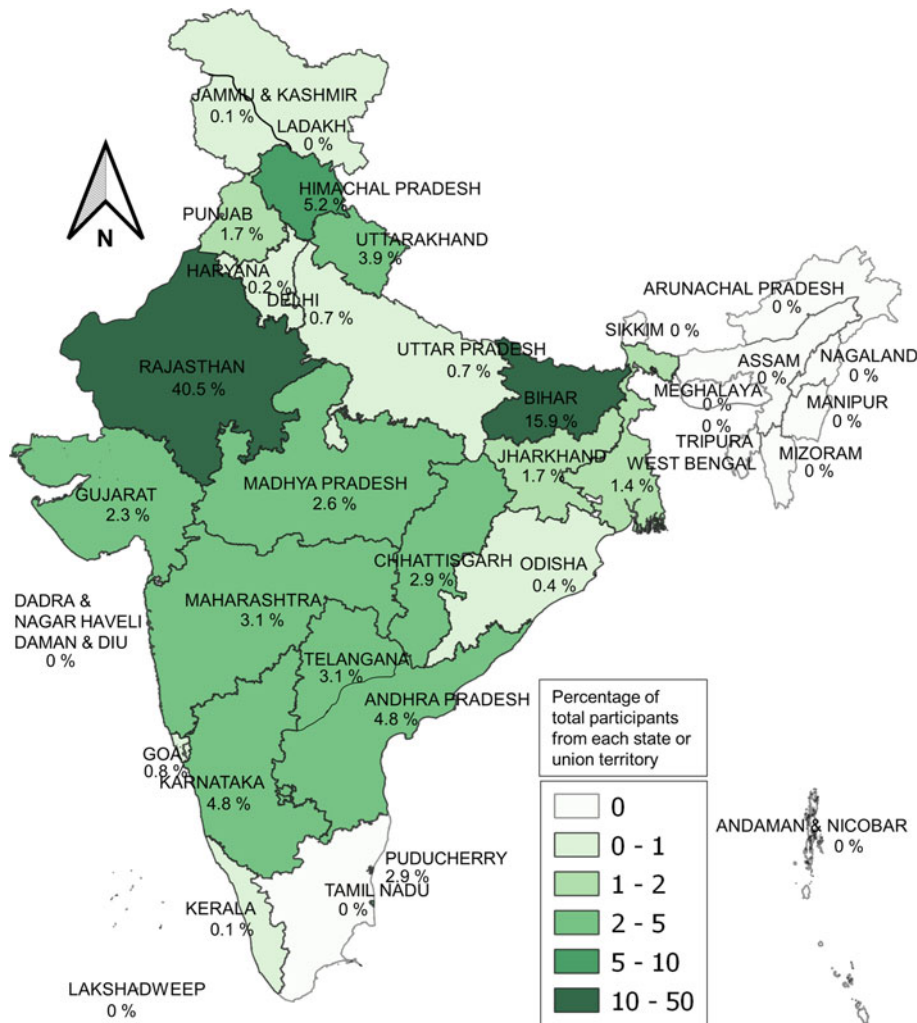 JAMMU & KASHMIR
0.1 %
LADAKH
0 %
HIMACHAL PRADESH
5.2 %
N
PUNJAB
1.7 %
UTTARAKHAND
3.9 %
HARYANA
0.2 %
DELHI
0.7 %
ARUNACHAL PRADESH
0 %
SIKKIM 0 %
UTTAR PRADESH
0.7 %
ASSAM
0 %
NAGALAND
0 %
RAJASTHAN
40.5 %
MEGHALAYA
0 %
BIHAR
15.9 %
MANIPUR
0 %
0 %
TRIPURA
MIZORAM
0 %
JHARKHAND
1.7 %
WEST BENGAL
1.4 %
MADHYA PRADESH
2.6 %
GUJARAT
2.3 %
CHHATTISGARH
2.9 %
ODISHA
0.4 %
DADRA &
NAGAR HAVELI
DAMAN & DIU
0 %
MAHARASHTRA
3.1 %
TELANGANA
3.1 %
ANDHRA PRADESH
4.8 %
GOA
0.8 %
KARNATAKA
4.8 %
PUDUCHERRY
2.9 %
TAMIL NADU
0 %
KERALA
0.1 %
LAKSHADWEEP
0 %
ANDAMAN & NICOBAR
0 %
Percentage of
total participants
from each state or
union territory
0
0 - 1
1 - 2
2 - 5
5 - 10
10 - 50